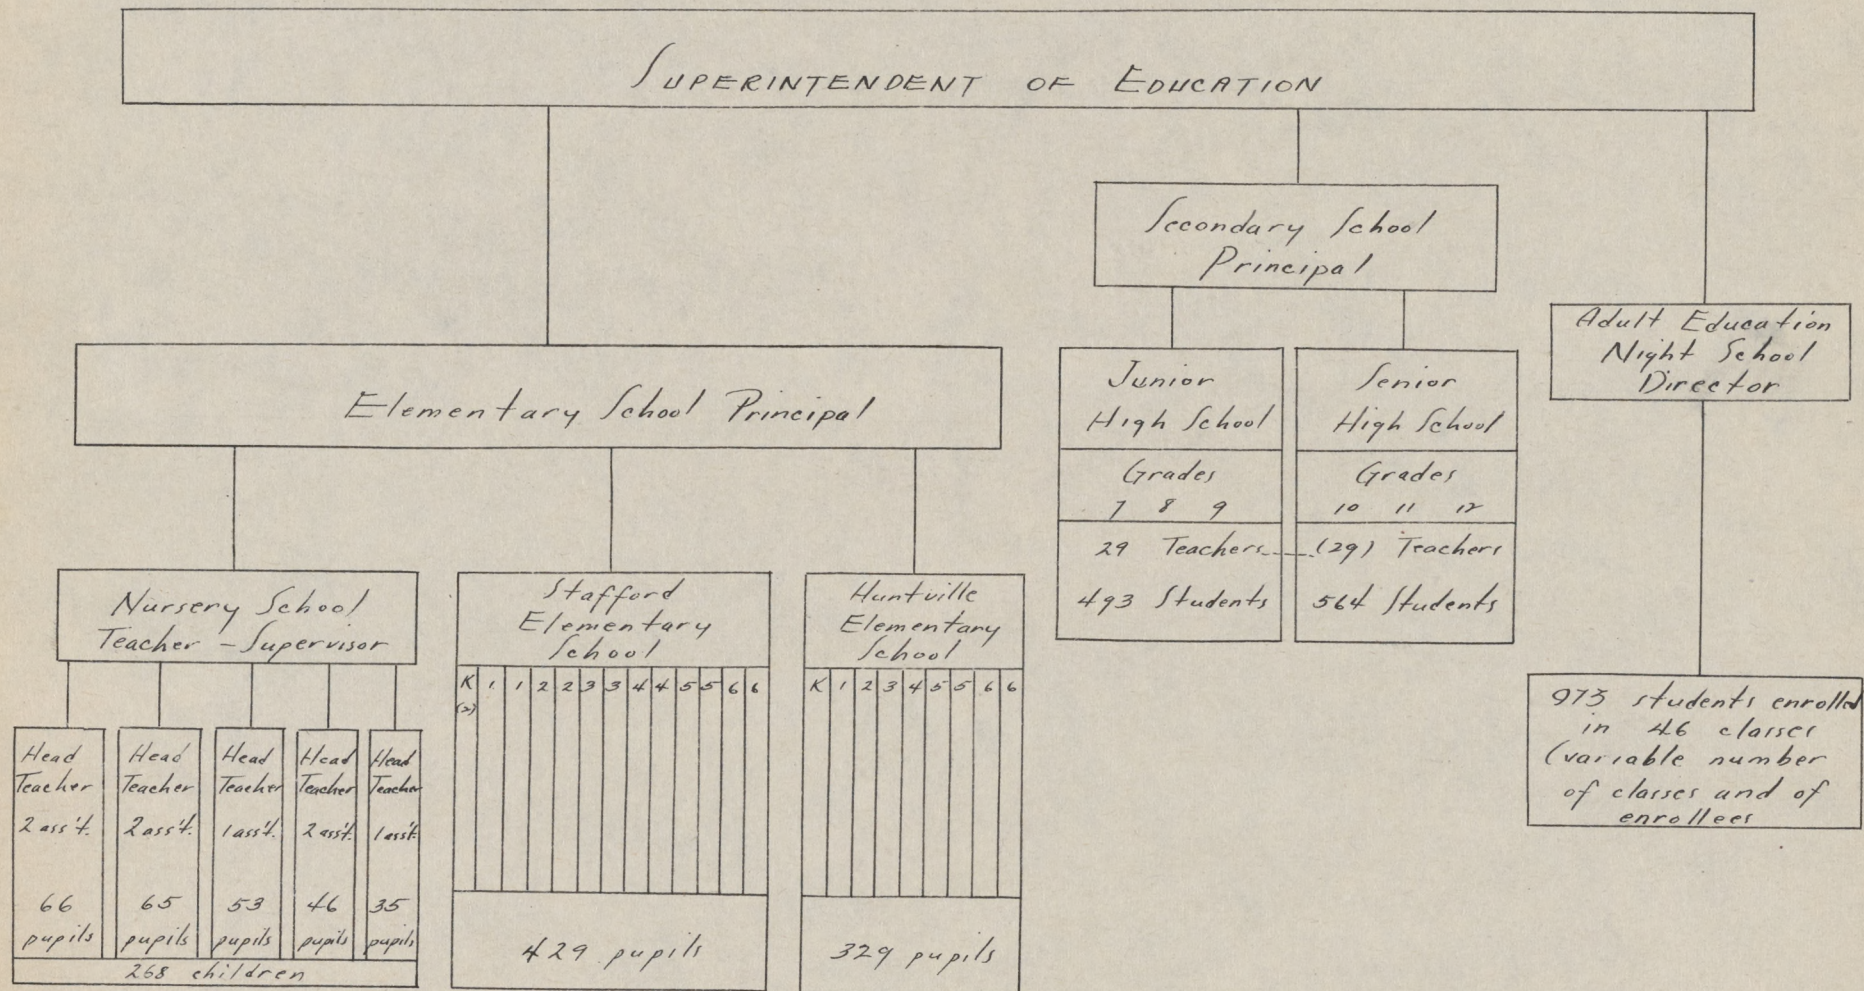 SUPERINTENDENT OF EDUCATION
Secondary School
Principal
Adult Education
Night School
Director
Elementary School Principal
Junior
High School
Grades
7 8 9
29 Teachers
493 Students
Senior
High School
Grades
10 11 12
(29) Teachers
564 Students
Nursery School
Teacher - Supervisor
Stafford
Elementary
School
K 1 1 2 2 3 3 4 4 5 5 6 6
(2)
Huntville
Elementary
School
K 1 2 3 4 5 5 6 6
973 students enrolled
in 46 classes
(variable number
of classes and of
enrollees
Head
Teacher
2 ass't.
66
pupils
Head
Teacher
2 ass't.
65
pupils
Head
Teacher
1 ass't.
53
pupils
Head
Teacher
2 ass't.
46
pupils
Head
Teacher
1 ass't.
35
pupils
268 children
429 pupils
329 pupils